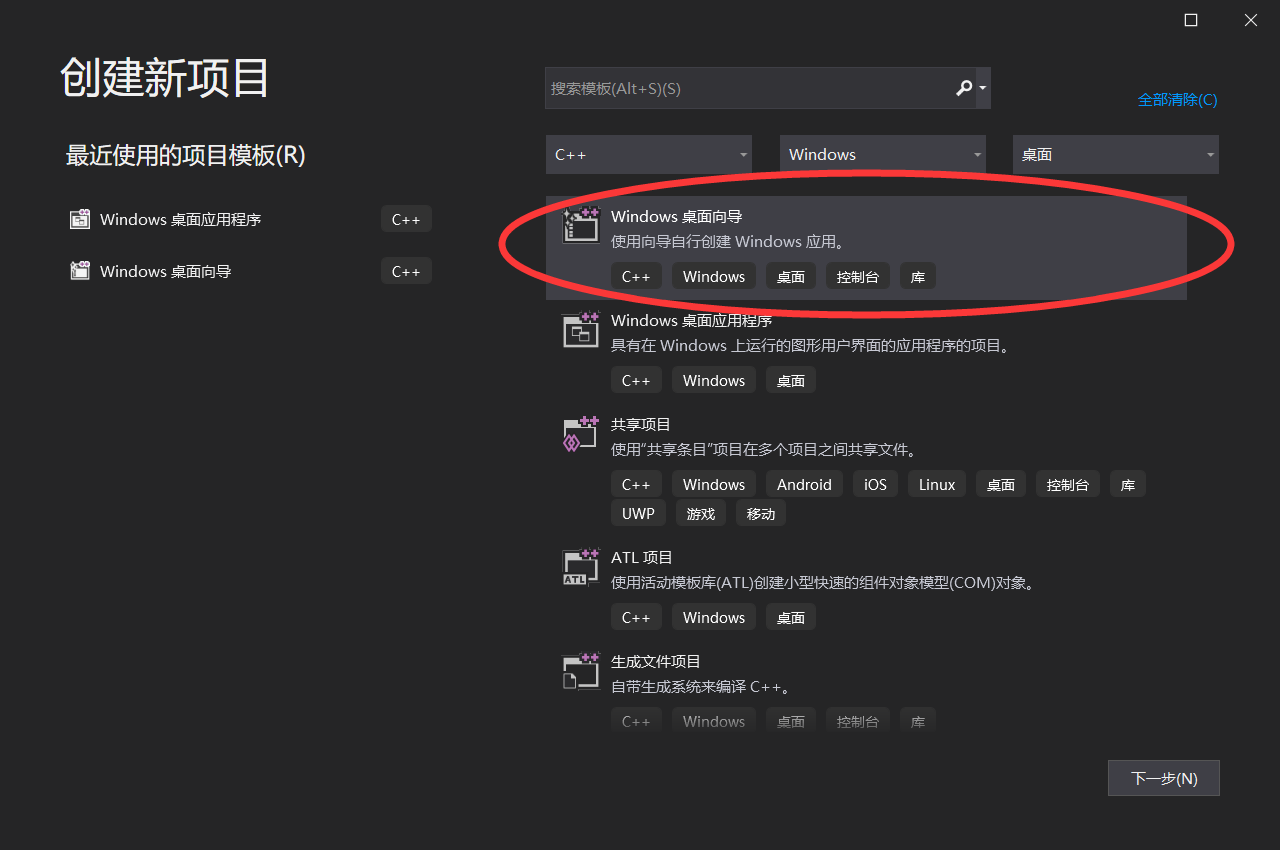 创建新项目
搜索模板(Alt+S)(S)
全部清除(C)
最近使用的项目模板(R)
C++ Windows 桌面
Windows 桌面应用程序 C++
Windows 桌面向导 C++
Windows 桌面向导
使用向导自行创建 Windows 应用。
C++ Windows 桌面 控制台 库
Windows 桌面应用程序
具有在 Windows 上运行的图形用户界面的应用程序的项目。
C++ Windows 桌面
共享项目
使用“共享条目”项目在多个项目之间共享文件。
C++ Windows Android iOS Linux 桌面 控制台 库
UWP 游戏 移动
ATL
ATL 项目
使用活动模板库(ATL)创建小型快速的组件对象模型(COM)对象。
C++ Windows 桌面
生成文件项目
自带生成系统来编译 C++。
C++ Windows 桌面 控制台 库
下一步(N)